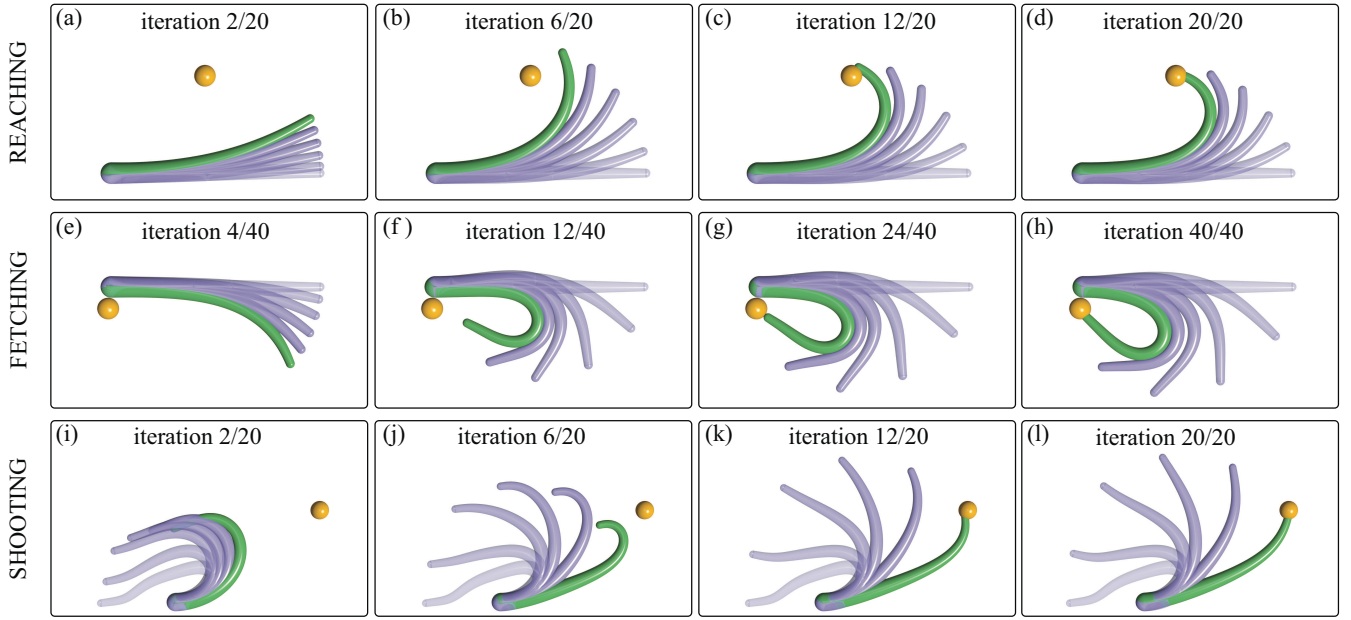 REACHING
(a) iteration 2/20
(b) iteration 6/20
(c) iteration 12/20
(d) iteration 20/20
FETCHING
(e) iteration 4/40
(f) iteration 12/40
(g) iteration 24/40
(h) iteration 40/40
SHOOTING
(i) iteration 2/20
(j) iteration 6/20
(k) iteration 12/20
(l) iteration 20/20